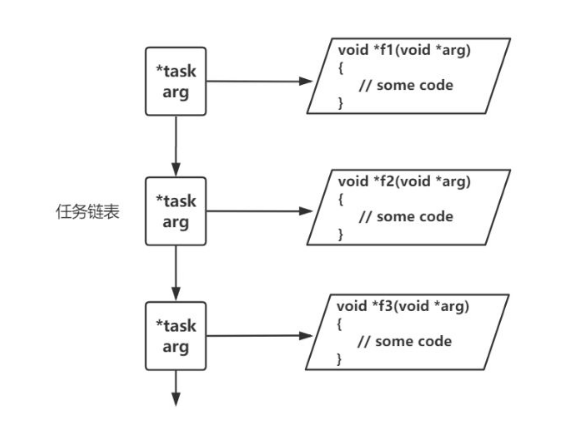 *task
arg
void *f1(void *arg)
{
// some code
}
任务链表
*task
arg
void *f2(void *arg)
{
// some code
}
*task
arg
void *f3(void *arg)
{
// some code
}